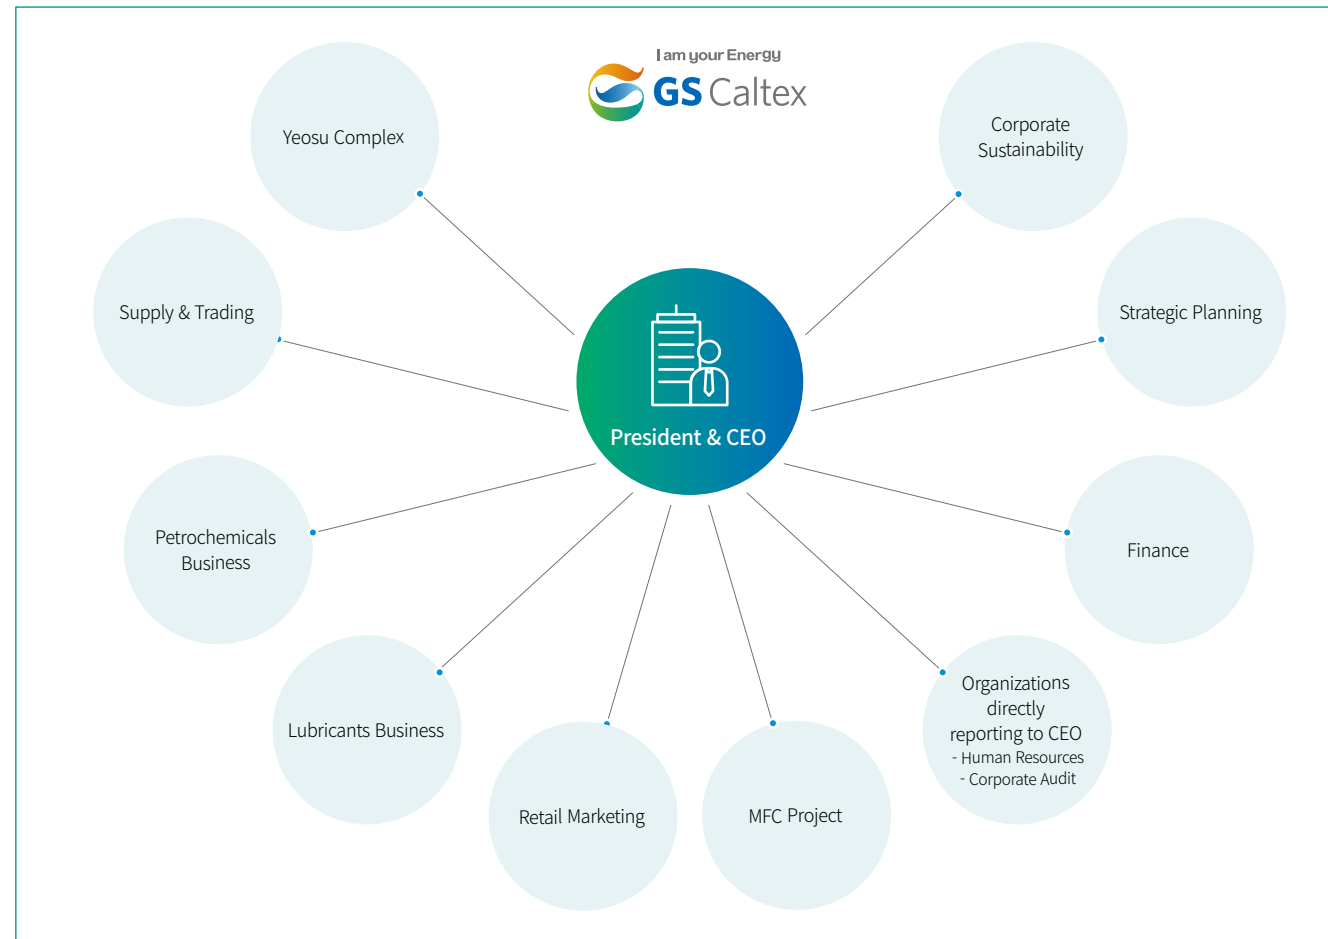 I am your Energy
GS Caltex
Yeosu Complex
Corporate
Sustainability
Supply & Trading
Strategic Planning
President & CEO
Petrochemicals
Business
Finance
Lubricants Business
Organizations
directly
reporting to CEO
- Human Resources
- Corporate Audit
Retail Marketing
MFC Project